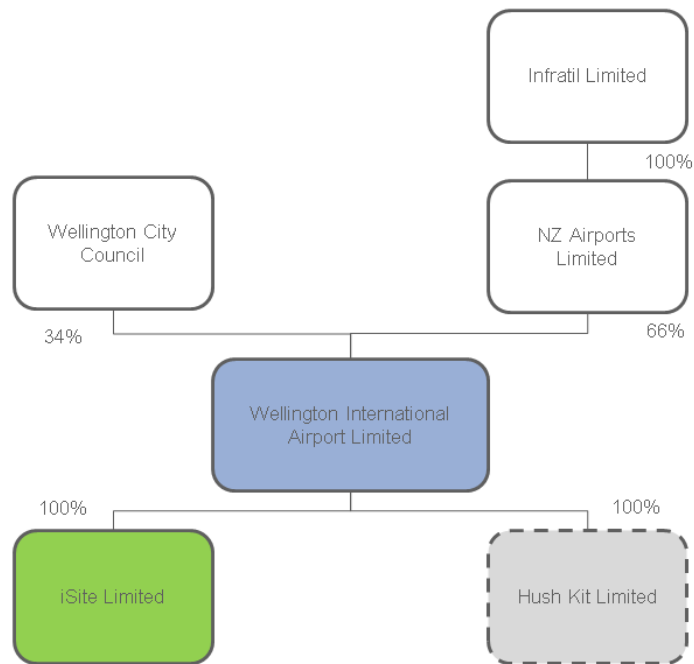 Infratil Limited
100%
Wellington City
Council
NZ Airports
Limited
34%
66%
Wellington International
Airport Limited
100%
100%
iSite Limited
Hush Kit Limited